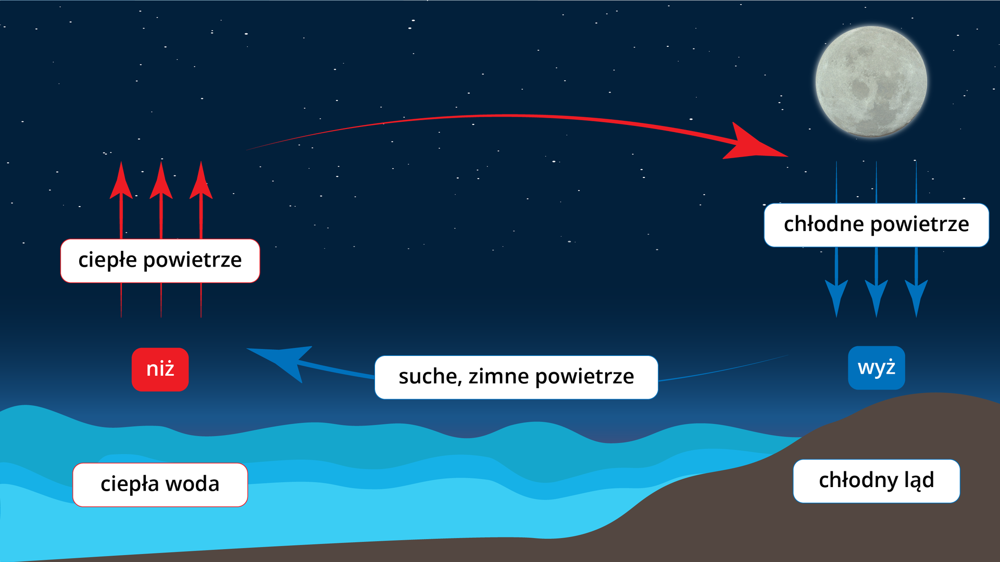 chłodne powietrze
ciepłe powietrze
niż
wyż
suche, zimne powietrze
ciepła woda
chłodny ląd